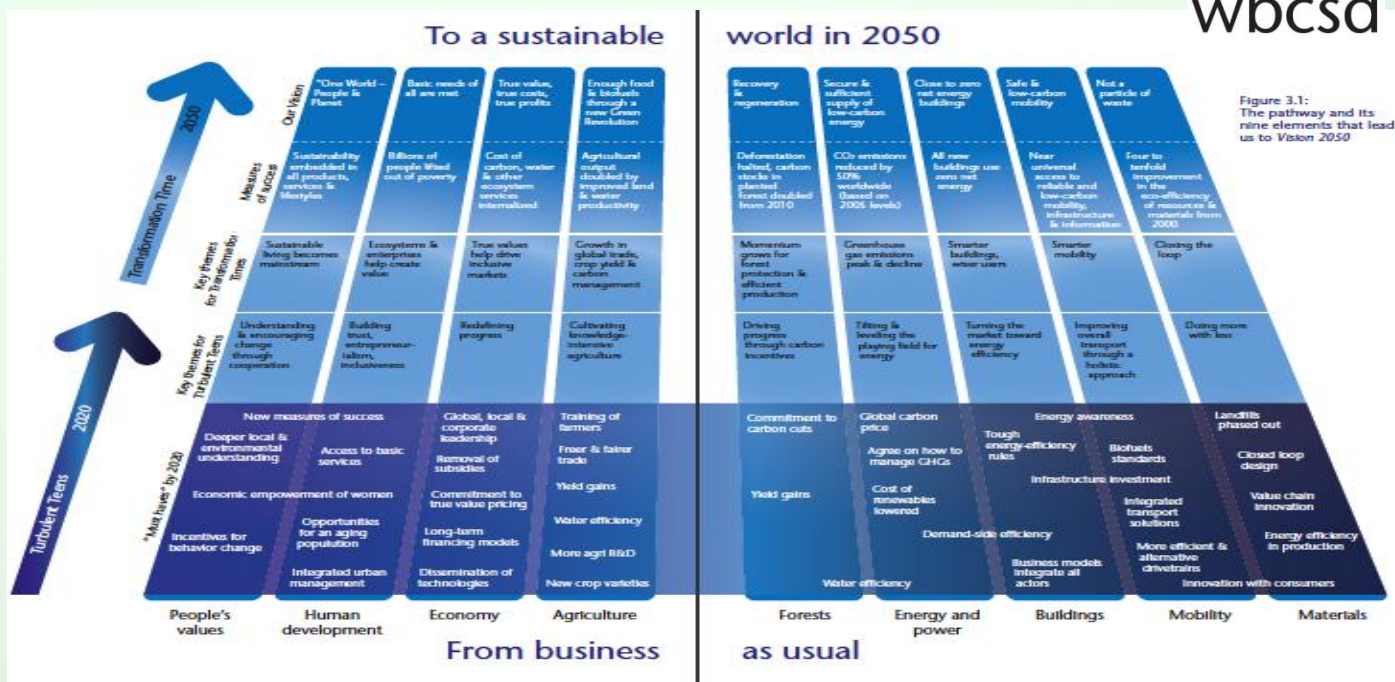 wbcsd
To a sustainable world in 2050
Figure 3.1:
The pathway and its
nine elements that lead
us to Vision 2050
Transformation Time
2050
Turbulent Teens
2020
Our Vision
"One World –
People &
Planet
Basic needs of
all are met
True value,
true costs,
true profits
Enough food
& biofuels
through a
new Green
Revolution
Recovery
&
regeneration
Secure &
sufficient
supply of
low-carbon
energy
Close to zero
net energy
buildings
Safe &
low-carbon
mobility
Not a
particle of
waste
Measures
of success
Sustainability
embedded in
all products,
services &
lifestyles
Billions of
people lifted
out of poverty
Cost of
carbon, water
& other
ecosystem
services
internalized
Agricultural
output
doubled by
improved land
& water
productivity
Deforestation
halted, carbon
stocks in
planted
forest doubled
from 2010
CO2 emissions
reduced by
50% worldwide
(based on
2005 levels)
All new
buildings use
zero net
energy
Near
universal
access to
reliable and
low-carbon
mobility,
infrastructure
& information
Four to
tenfold
improvement
in the
eco-efficiency
of resources &
materials from
2000
Key themes
for Transformation
Times
Sustainable
living becomes
mainstream
Ecosystems &
enterprises
help create
value
True values
help drive
inclusive
markets
Growth in
global trade,
crop yield &
carbon
management
Momentum
grows for
forest
protection &
efficient
production
Greenhouse
gas emissions
peak & decline
Smarter
buildings,
wiser users
Smarter
mobility
Closing the
loop
Key themes for
Turbulent Teens
Understanding
& encouraging
change
through
cooperation
Building
trust,
entrepreneur-
ialism,
inclusiveness
Redefining
progress
Cultivating
knowledge-
intensive
agriculture
Driving
progress
through carbon
incentives
Tilting &
leveling the
playing field for
energy
Turning the
market toward
energy
efficiency
Improving
overall
transport
through a
holistic
approach
Doing more
with less
"Must haves" by 2020
New measures of success
Deeper local &
environmental
understanding
Access to basic
services
Economic empowerment of women
Incentives for
behavior change
Opportunities
for an aging
population
Integrated urban
management
Global, local &
corporate
leadership
Removal of
subsidies
Commitment to
true value pricing
Long-term
financing models
Dissemination of
technologies
Training of
farmers
Freer & fairer
trade
Yield gains
Water efficiency
More agri R&D
New crop varieties
Commitment to
carbon cuts
Yield gains
Water efficiency
Global carbon
price
Agree on how to
manage GHGs
Cost of
renewables
lowered
Demand-side efficiency
Energy awareness
Tough
energy-efficiency
rules
Infrastructure investment
Business models
integrate all
actors
Biofuels
standards
Integrated
transport
solutions
More efficient &
alternative
drivetrains
Landfills
phased out
Closed loop
design
Value chain
innovation
Energy efficiency
in production
Innovation with consumers
People's
values
Human
development
Economy
Agriculture
Forests
Energy and
power
Buildings
Mobility
Materials
From business as usual